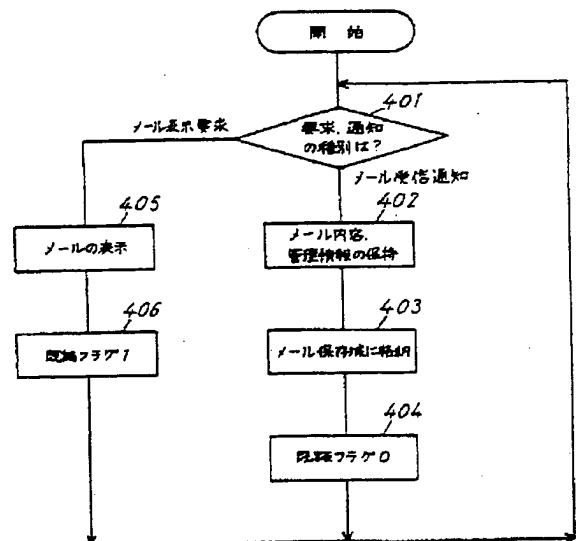 開 始
401
メール表示要求
要求、通知
の種別は?
メール受信通知
405
402
メールの表示
メール内容、
管理情報の保持
406
403
既読フラグ1
メール保存域に格納
404
既読フラグ0